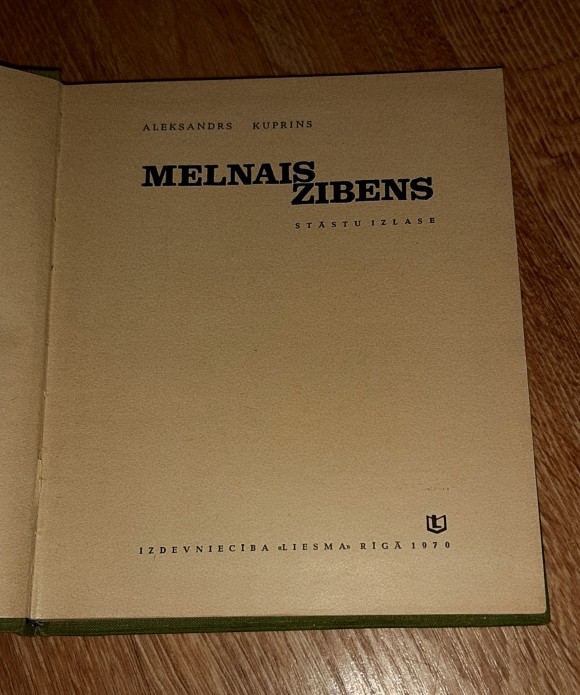 ALEKSANDRS KUPRINS
MELNAIS
ZIBENS
STĀSTU IZLASE
IZDEVNIECĪBA «LIESMA» RĪGĀ 1970